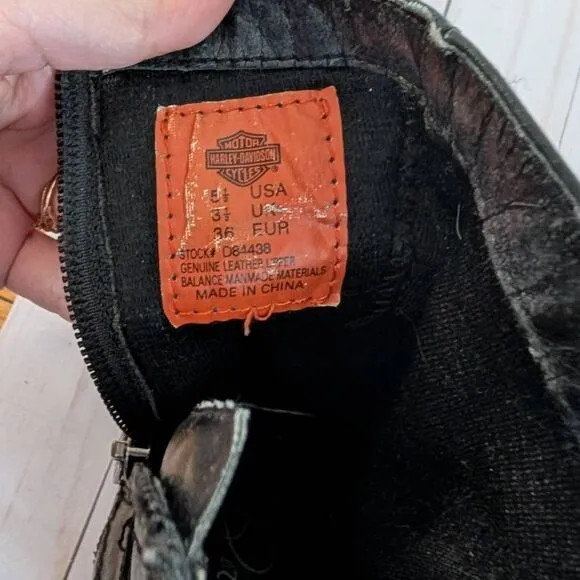 MOTOR
HARLEY-DAVIDSON
CYCLES
®
5½ USA
3½ UK
36 EUR
STOCK# D84438
GENUINE LEATHER UPPER
BALANCE MANMADE MATERIALS
MADE IN CHINA